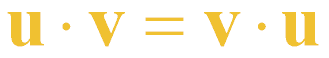 u · v = v · u